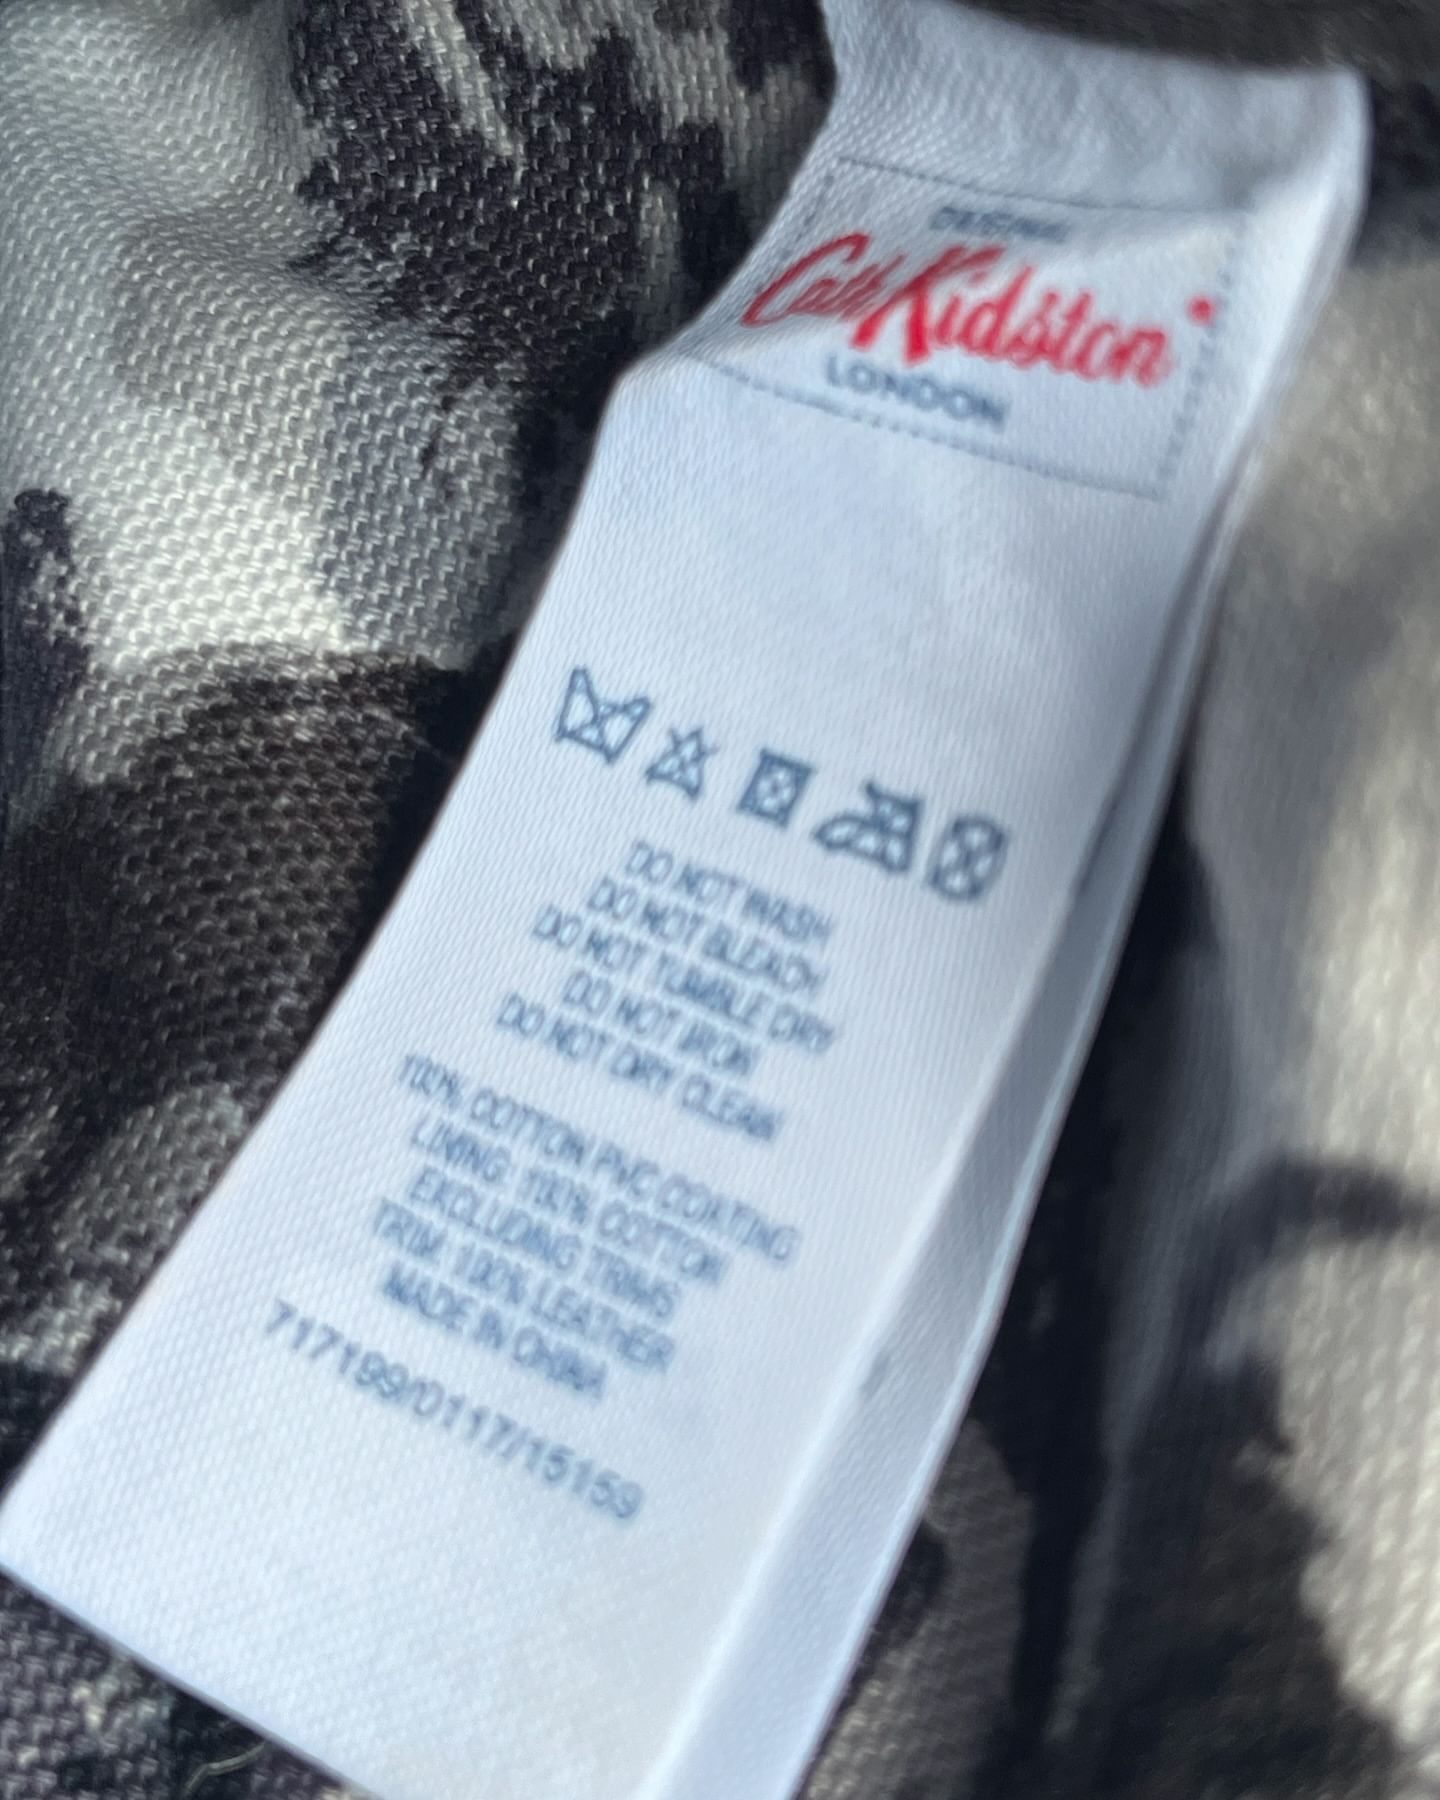 ORIGINAL
Cath Kidston
LONDON
DO NOT WASH
DO NOT BLEACH
DO NOT TUMBLE DRY
DO NOT IRON
DO NOT DRY CLEAN
100% COTTON PVC COATING
LINING 100% COTTON
EXCLUDING TRIMS
TRIM 100% LEATHER
MADE IN CHINA
717199/0117/15159